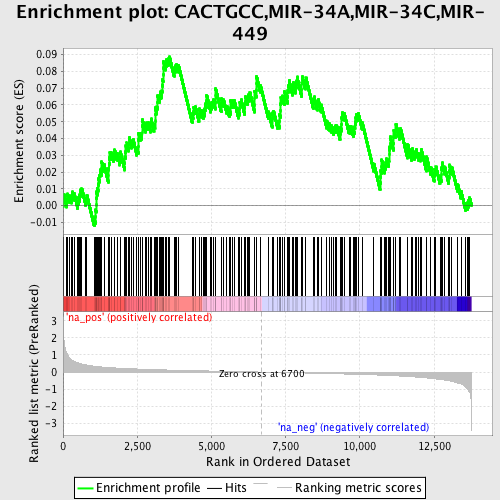 Enrichment plot: CACTGCC,MIR-34A,MIR-34C,MIR-
449
Enrichment score (ES)
0.09
0.08
0.07
0.06
0.05
0.04
0.03
0.02
0.01
0.00
-0.01
'na_pos' (positively correlated)
Ranked list metric (PreRanked)
3
2
1
0
-1
-2
-3
Zero cross at 6700
'na_neg' (negatively correlated)
0
2,500
5,000
7,500
10,000
12,500
Rank in Ordered Dataset
Enrichment profile
Hits
Ranking metric scores